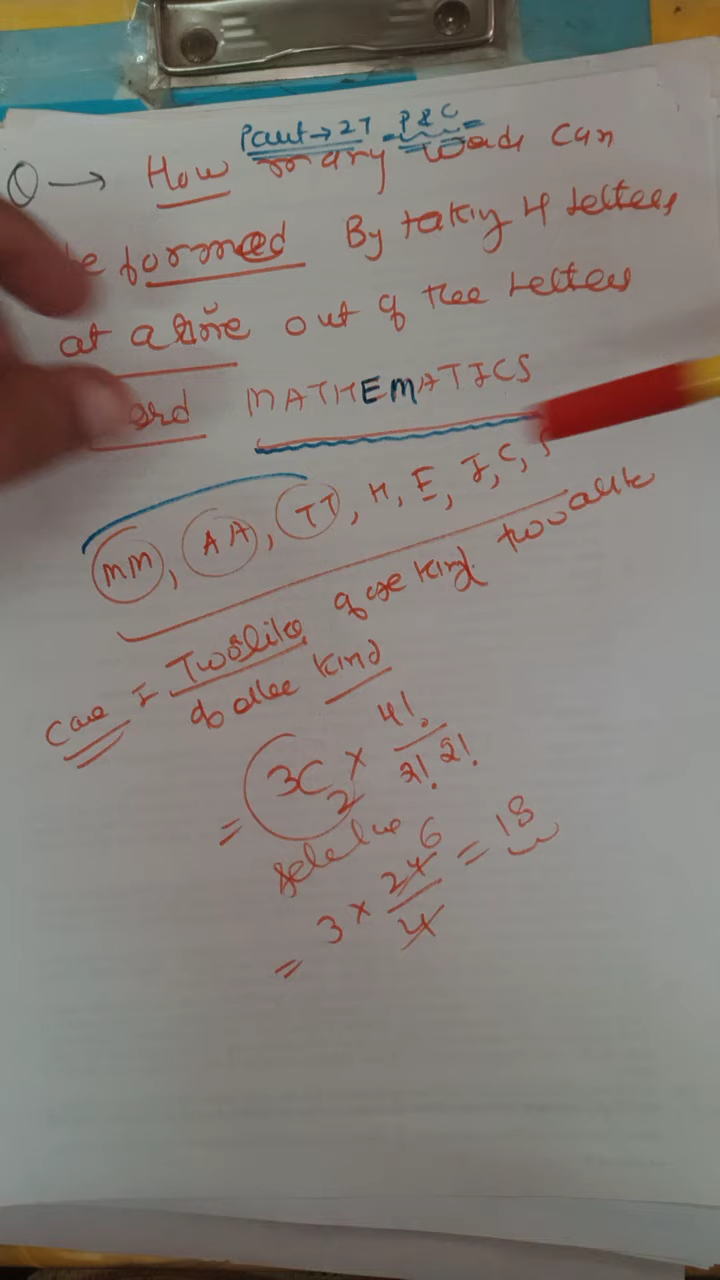 Part → 27 - P & C
Q → How many words can
be formed By taking 4 letters
at a time out of the letters
word MATHEMATICS
MM, AA, TT, H, E, I, C, S
Case I Two alike of one kind two alike
of other kind
= 3C2 × 4! / 2! 2!
= 3 × 24 / 4 6 = 18